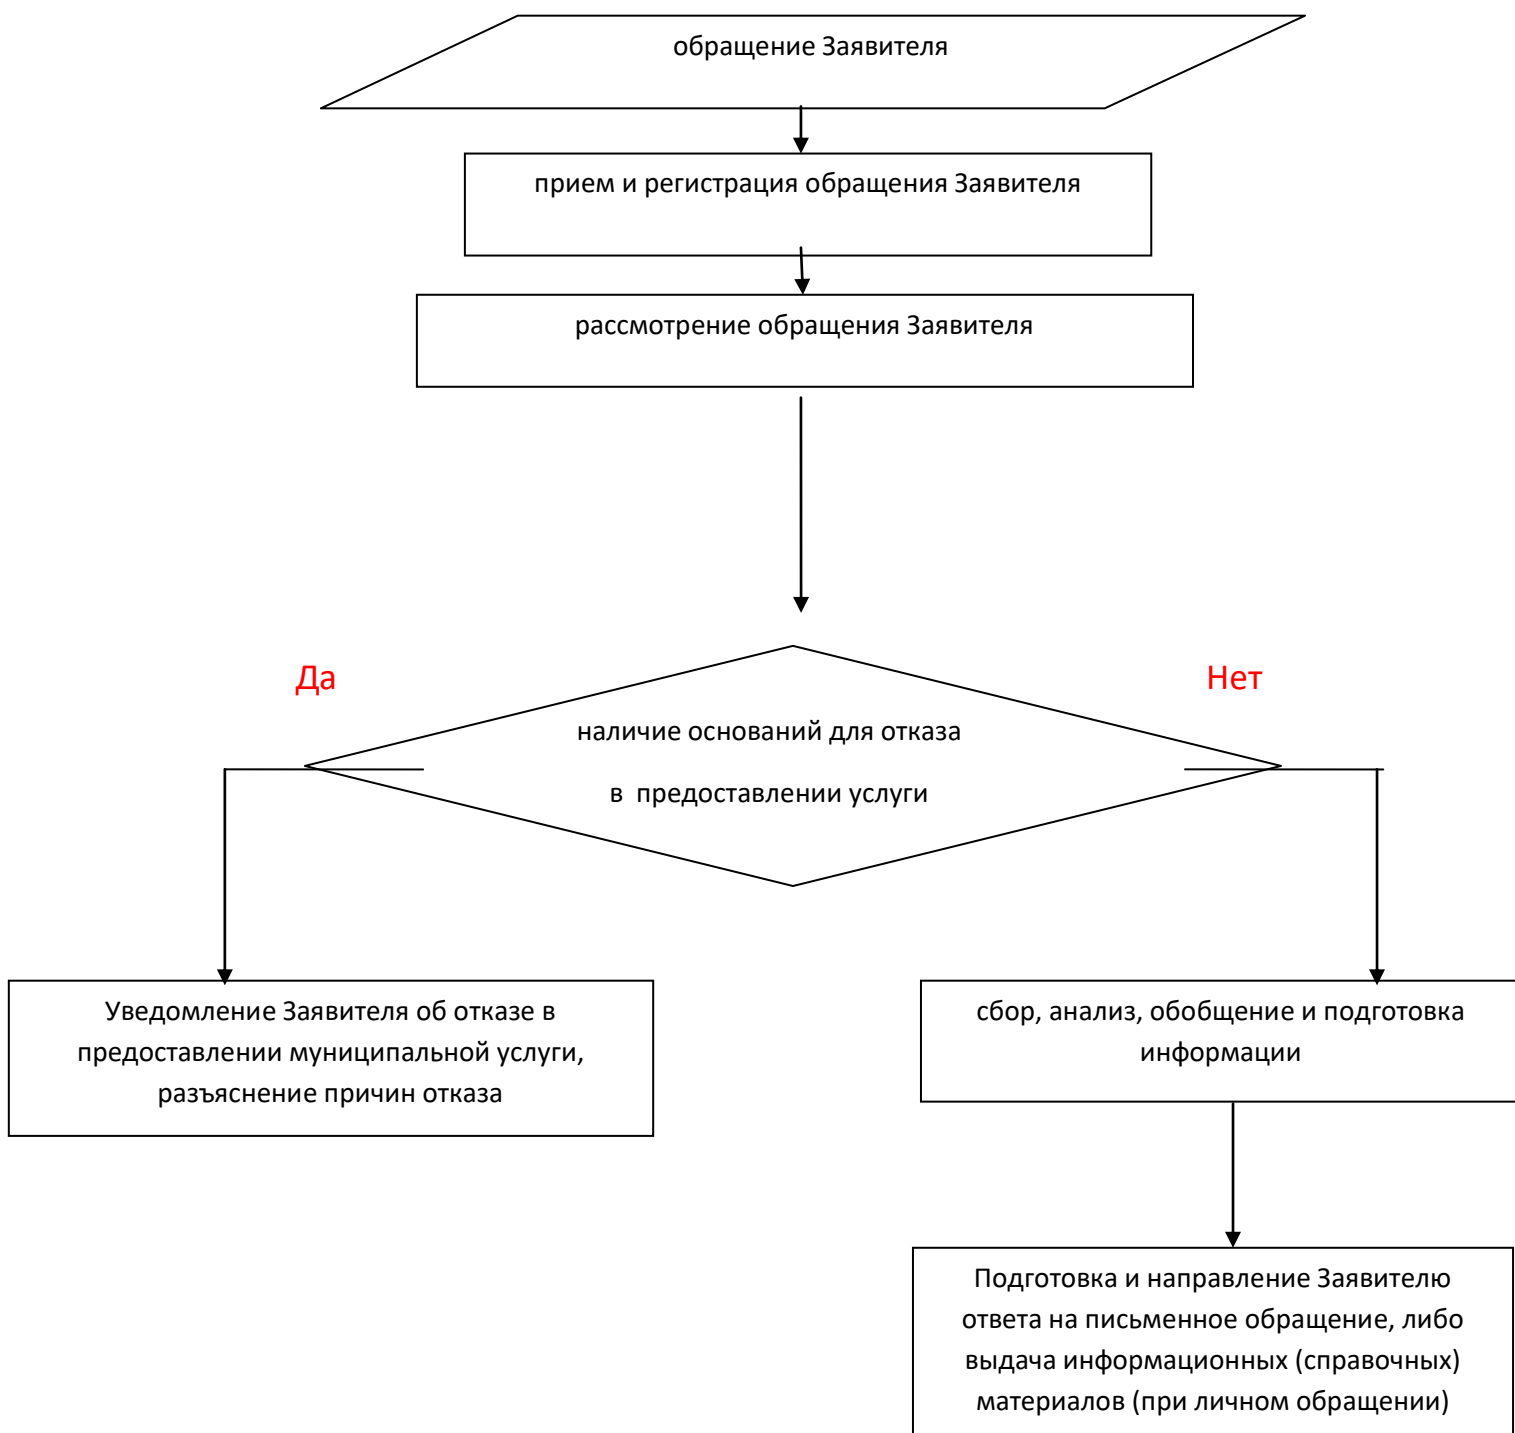 обращение Заявителя
прием и регистрация обращения Заявителя
рассмотрение обращения Заявителя
Да
Нет
наличие оснований для отказа
в  предоставлении услуги
Уведомление Заявителя об отказе в
предоставлении муниципальной услуги,
разъяснение причин отказа
сбор, анализ, обобщение и подготовка
информации
Подготовка и направление Заявителю
ответа на письменное обращение, либо
выдача информационных (справочных)
материалов (при личном обращении)